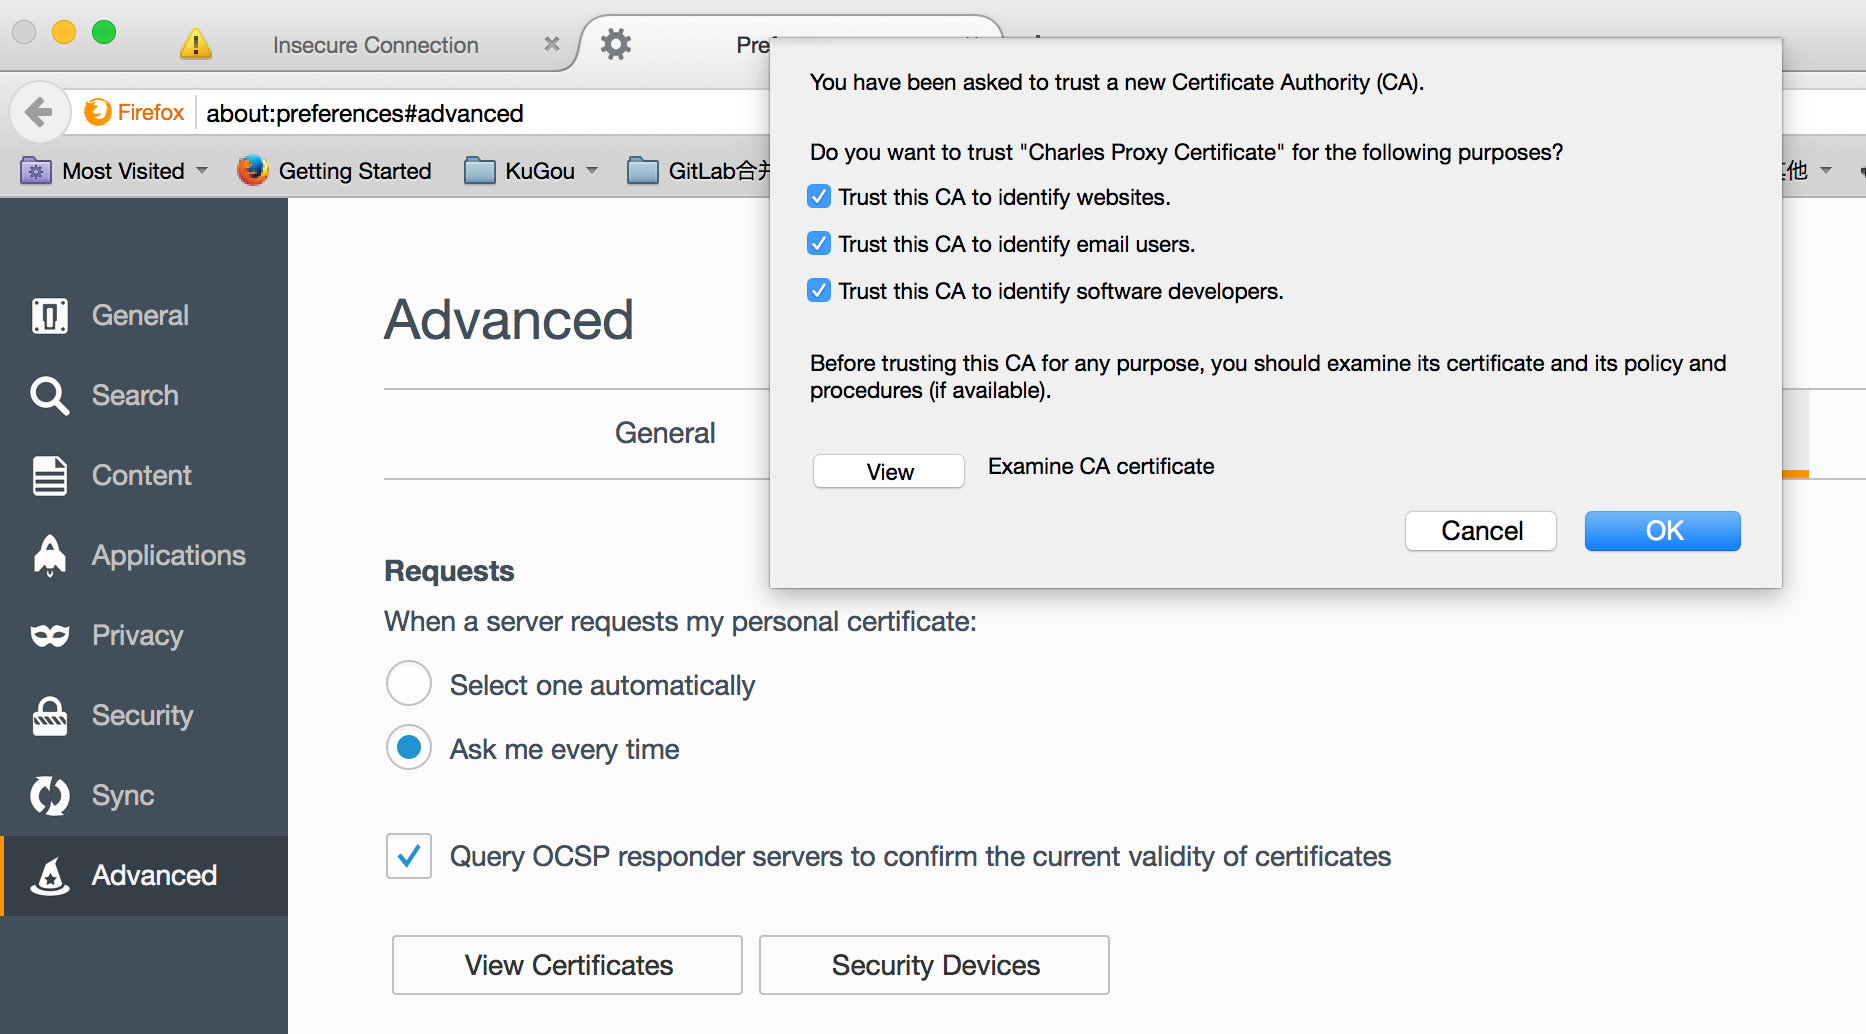 Insecure Connection
Firefox
about:preferences#advanced
Most Visited
Getting Started
KuGou
GitLab合
他
You have been asked to trust a new Certificate Authority (CA).
Do you want to trust "Charles Proxy Certificate" for the following purposes?
Trust this CA to identify websites.
Trust this CA to identify email users.
Trust this CA to identify software developers.
Before trusting this CA for any purpose, you should examine its certificate and its policy and
procedures (if available).
View
Examine CA certificate
Cancel
OK
General
Search
Content
Applications
Privacy
Security
Sync
Advanced
Advanced
General
Requests
When a server requests my personal certificate:
Select one automatically
Ask me every time
Query OCSP responder servers to confirm the current validity of certificates
View Certificates
Security Devices